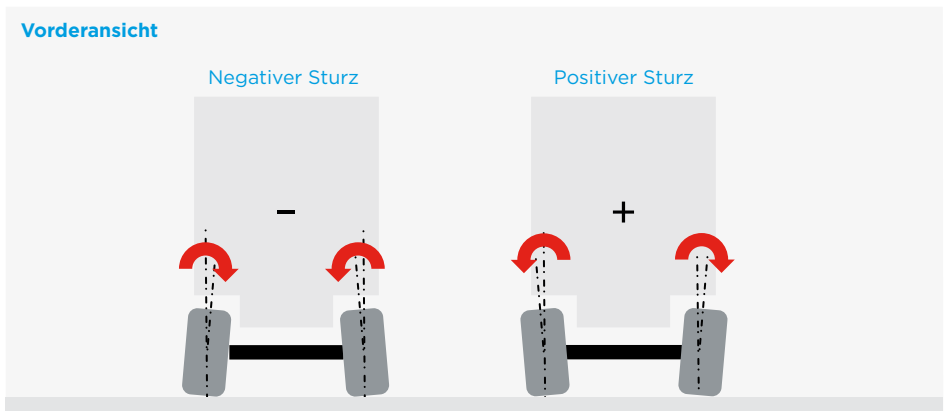 Vorderansicht
Negativer Sturz
Positiver Sturz
−
+